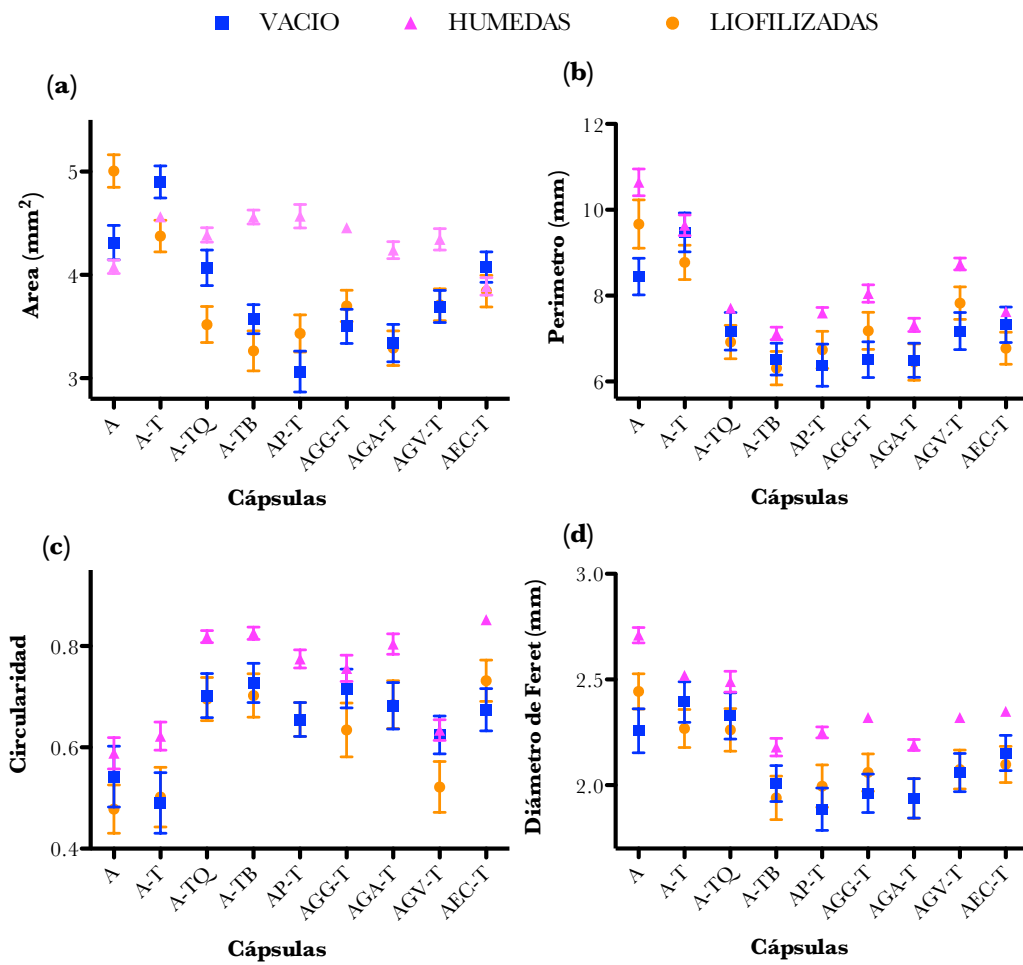 VACIO HUMEDAS LIOFILIZADAS
(a)
Area (mm²)
5
4
3
A A-T A-TQ A-TB AP-T AGG-T AGA-T AGV-T AEC-T
Cápsulas
(b)
Perimetro (mm)
12
10
8
6
A A-T A-TQ A-TB AP-T AGG-T AGA-T AGV-T AEC-T
Cápsulas
(c)
Circularidad
0.8
0.6
0.4
A A-T A-TQ A-TB AP-T AGG-T AGA-T AGV-T AEC-T
Cápsulas
(d)
Diámetro de Feret (mm)
3.0
2.5
2.0
A A-T A-TQ A-TB AP-T AGG-T AGA-T AGV-T AEC-T
Cápsulas